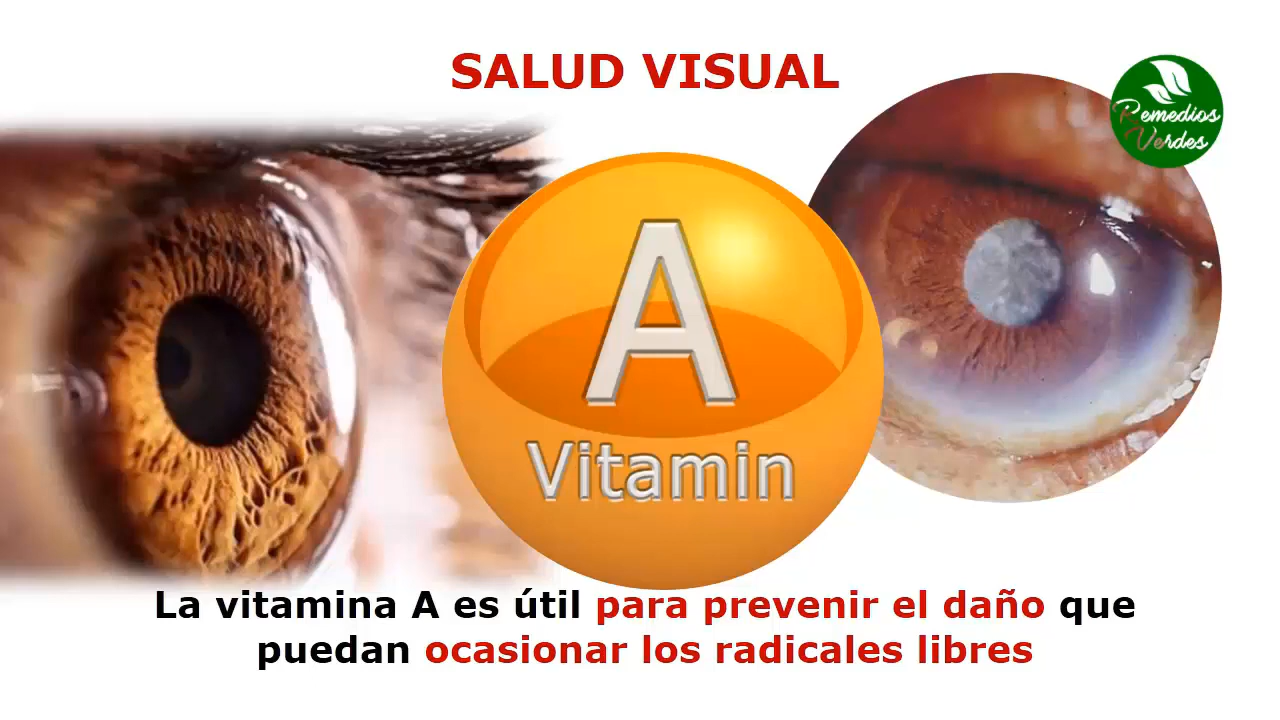 SALUD VISUAL
Remedios
Verdes
A
Vitamin
La vitamina A es útil para prevenir el daño que
puedan ocasionar los radicales libres